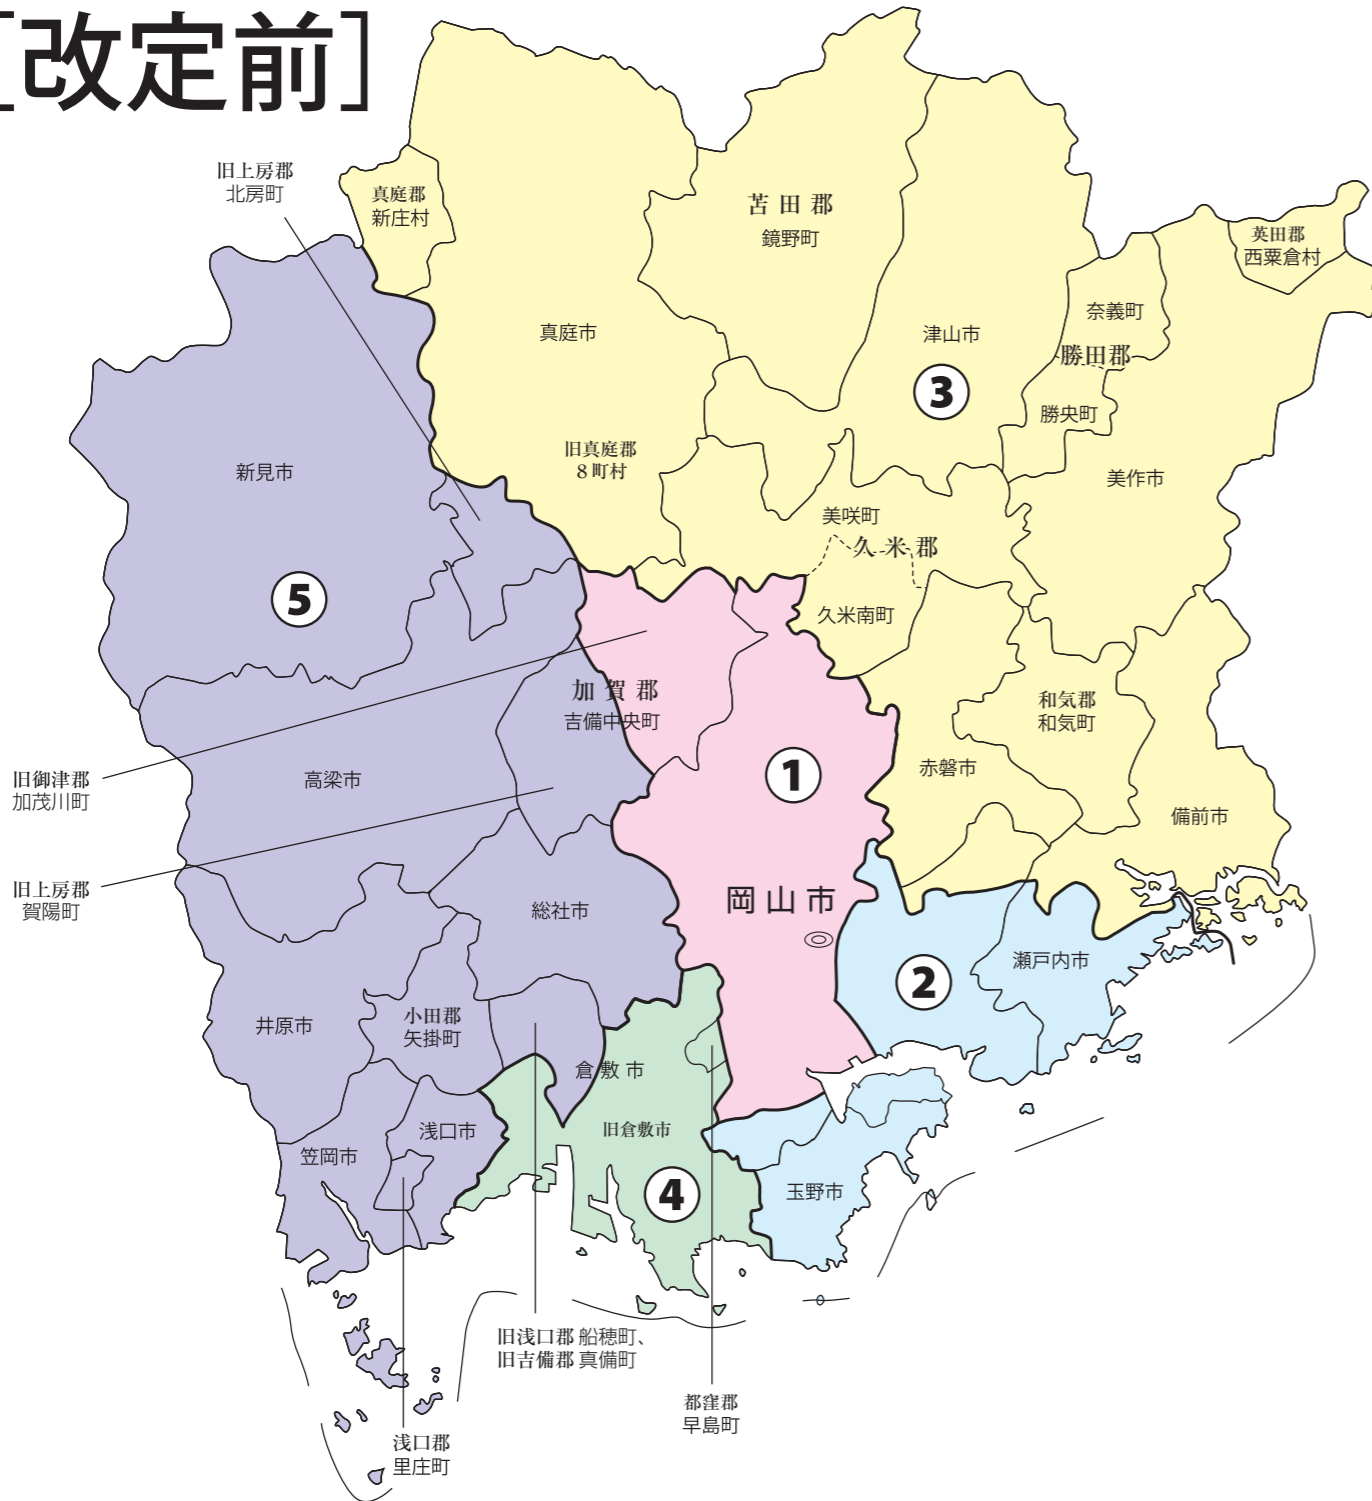 [改定前]
旧上房郡
北房町
真庭郡
新庄村
苫田郡
鏡野町
英田郡
西粟倉村
奈義町
真庭市
津山市
勝田郡
③
勝央町
旧真庭郡
8町村
新見市
美作市
美咲町
久米郡
⑤
久米南町
加賀郡
吉備中央町
和気郡
和気町
旧御津郡
加茂川町
高梁市
①
赤磐市
備前市
旧上房郡
賀陽町
総社市
岡山市
瀬戸内市
②
井原市
小田郡
矢掛町
倉敷市
浅口市
旧倉敷市
笠岡市
④
玉野市
旧浅口郡 船穂町、
旧吉備郡 真備町
都窪郡
早島町
浅口郡
里庄町